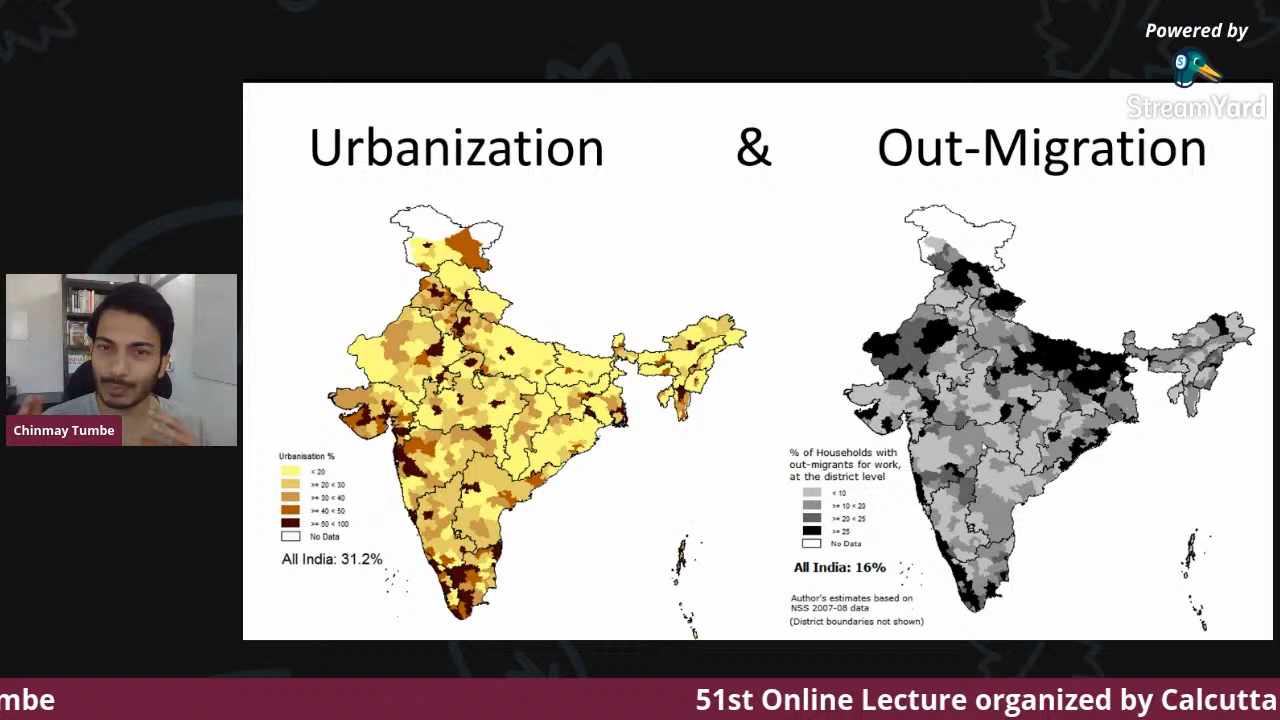 Powered by
StreamYard
Urbanization & Out-Migration
Chinmay Tumbe
Urbanisation %
< 20
>= 20 < 30
>= 30 < 40
>= 40 < 50
>= 50 < 100
No Data
All India: 31.2%
% of Households with
out-migrants for work,
at the district level
< 10
>= 10 < 20
>= 20 < 25
>= 25
No Data
All India: 16%
Author's estimates based on
NSS 2007-08 data
(District boundaries not shown)
mbe
51st Online Lecture organized by Calcutta